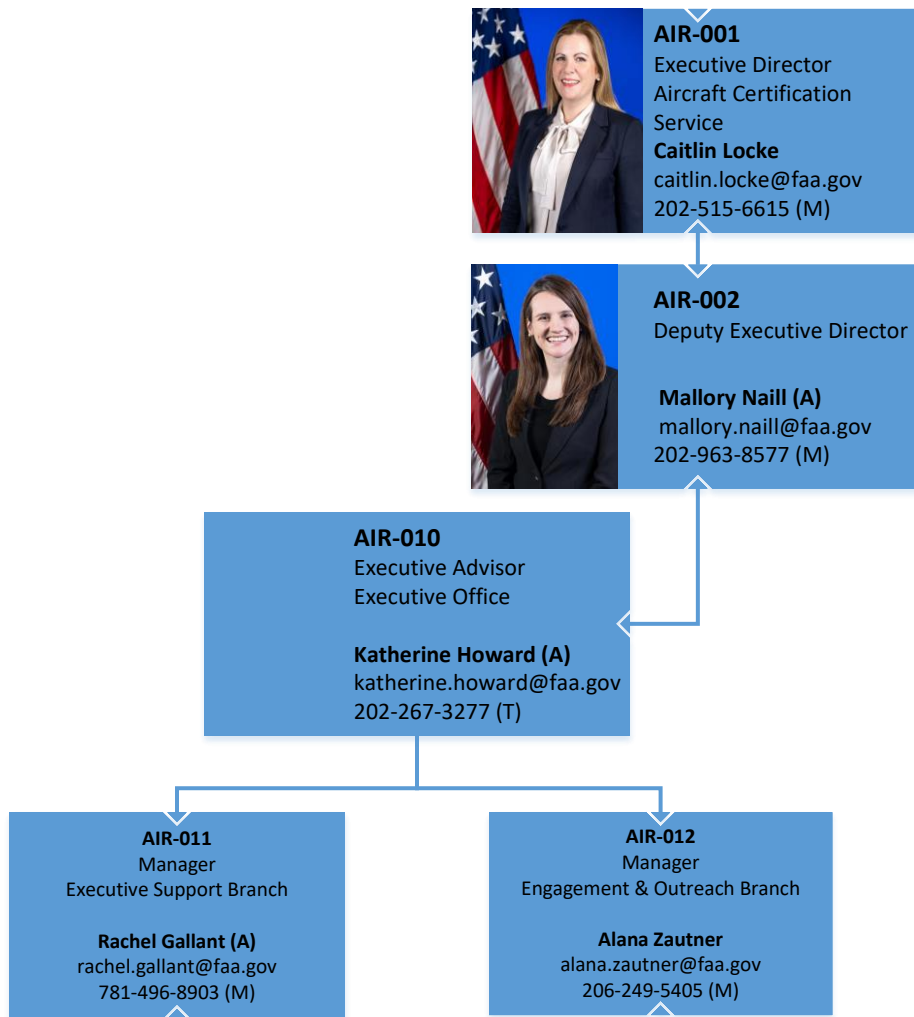 AIR-001
Executive Director
Aircraft Certification
Service
Caitlin Locke
caitlin.locke@faa.gov
202-515-6615 (M)
AIR-002
Deputy Executive Director
Mallory Naill (A)
mallory.naill@faa.gov
202-963-8577 (M)
AIR-010
Executive Advisor
Executive Office
Katherine Howard (A)
katherine.howard@faa.gov
202-267-3277 (T)
AIR-011
Manager
Executive Support Branch
Rachel Gallant (A)
rachel.gallant@faa.gov
781-496-8903 (M)
AIR-012
Manager
Engagement & Outreach Branch
Alana Zautner
alana.zautner@faa.gov
206-249-5405 (M)